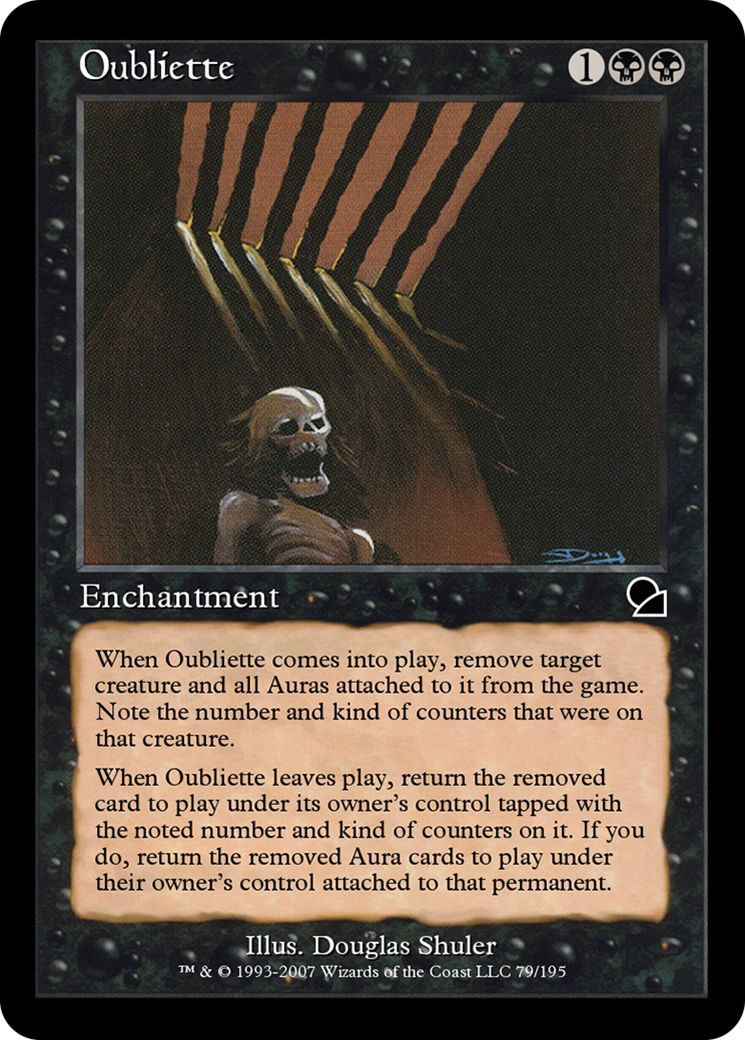 Oubliette 1
Enchantment
When Oubliette comes into play, remove target
creature and all Auras attached to it from the game.
Note the number and kind of counters that were on
that creature.
When Oubliette leaves play, return the removed
card to play under its owner's control tapped with
the noted number and kind of counters on it. If you
do, return the removed Aura cards to play under
their owner's control attached to that permanent.
Illus. Douglas Shuler
™ & © 1993-2007 Wizards of the Coast LLC 79/195